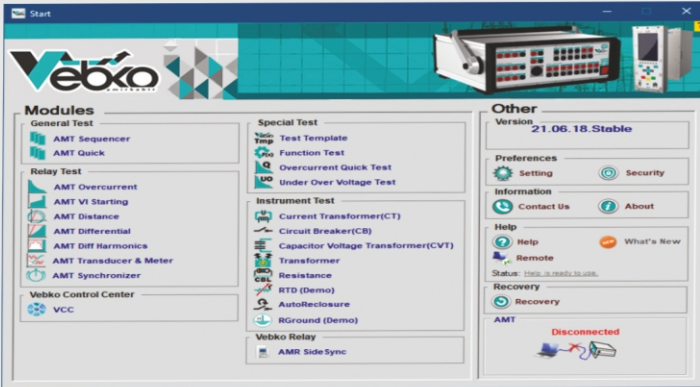 Start
Vebko
amirkabir
Modules
General Test
AMT Sequencer
AMT Quick
Relay Test
AMT Overcurrent
AMT VI Starting
AMT Distance
AMT Differential
AMT Diff Harmonics
AMT Transducer & Meter
AMT Synchronizer
Vebko Control Center
VCC
Special Test
Test Template
Function Test
Overcurrent Quick Test
Under Over Voltage Test
Instrument Test
Current Transformer(CT)
Circuit Breaker(CB)
Capacitor Voltage Transformer(CVT)
Transformer
Resistance
RTD (Demo)
AutoReclosure
RGround (Demo)
Vebko Relay
AMR SideSync
Other
Version
21.06.18.Stable
Preferences
Setting
Security
Information
Contact Us
About
Help
Help
What's New
Remote
Status: Help is ready to use.
Recovery
Recovery
AMT
Disconnected